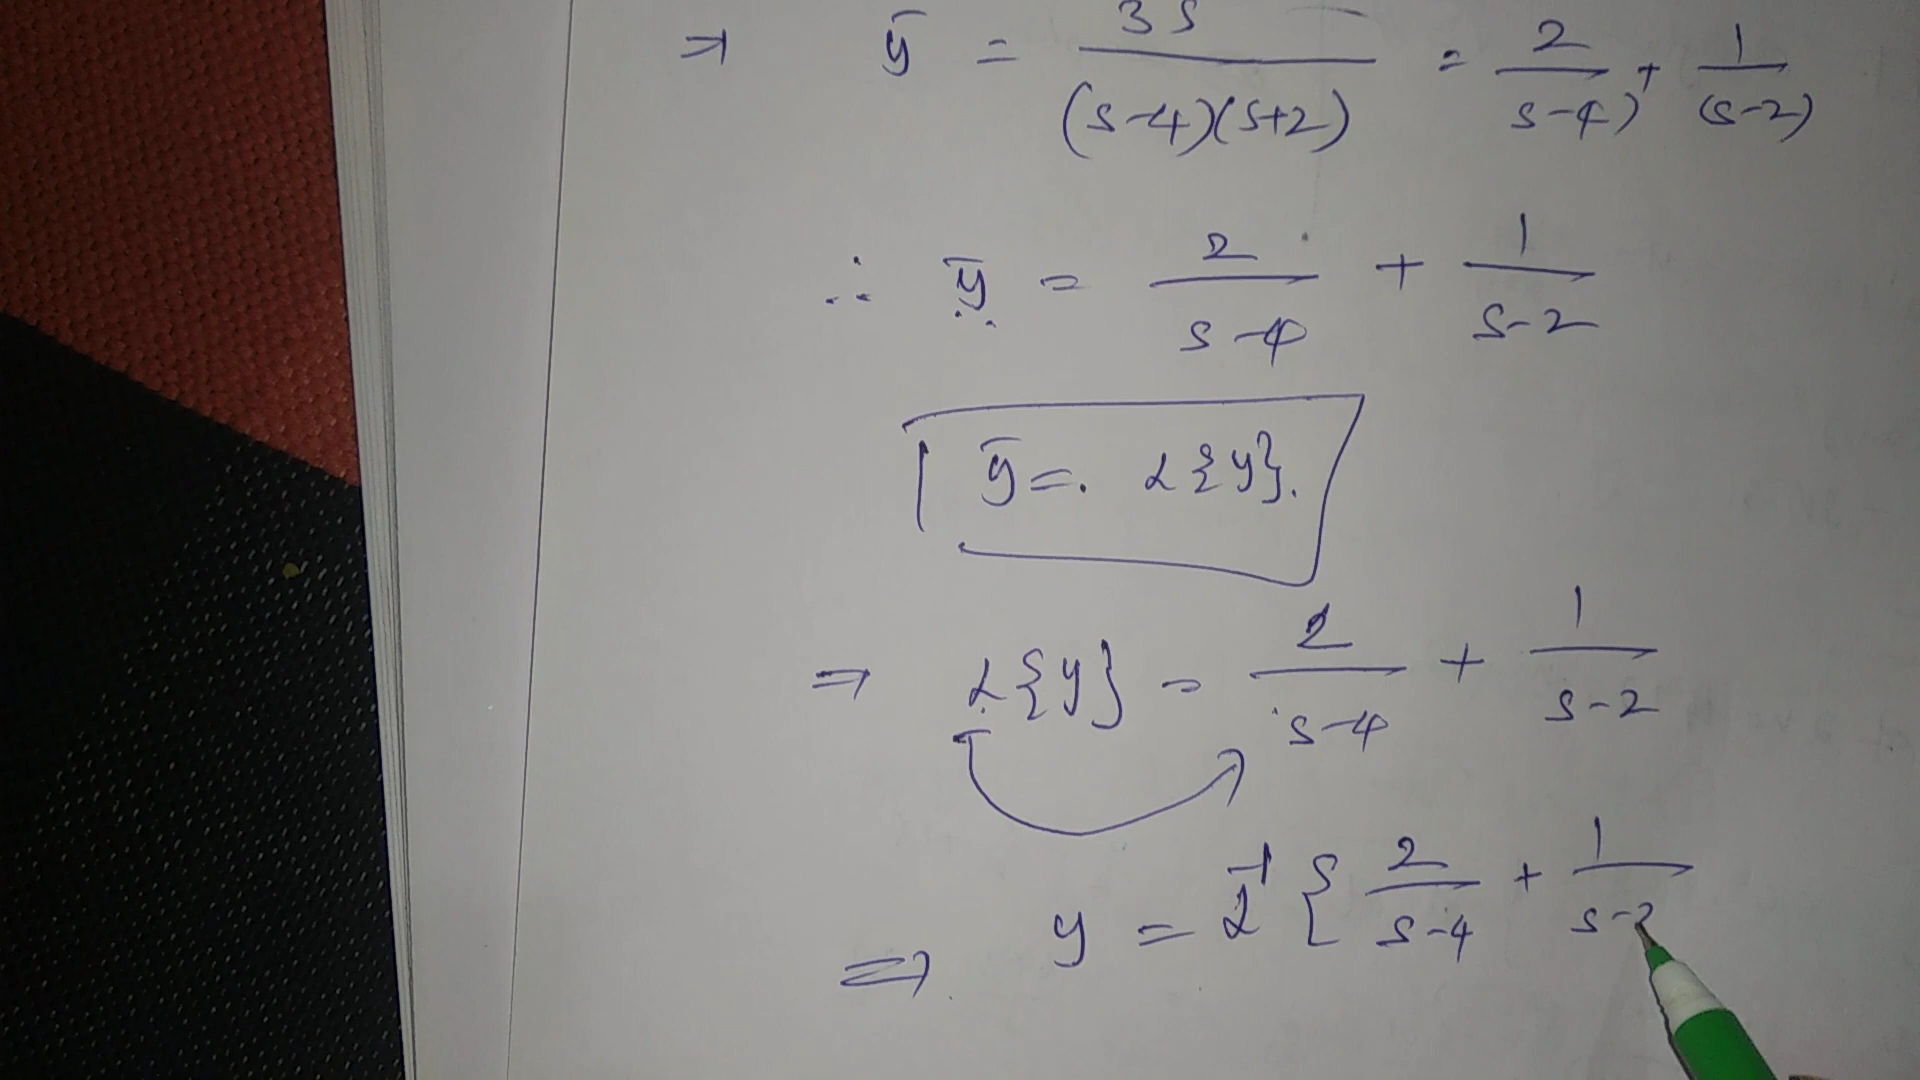 ⇒ ȳ = 3s / (s-4)(s+2) = 2 / (s-4) + 1 / (s-2)
∴ ȳ = 2 / s-4 + 1 / s-2
ȳ = L{y}.
⇒ L{y} = 2 / s-4 + 1 / s-2
⇒ y = L⁻¹ { 2 / s-4 + 1 / s-2